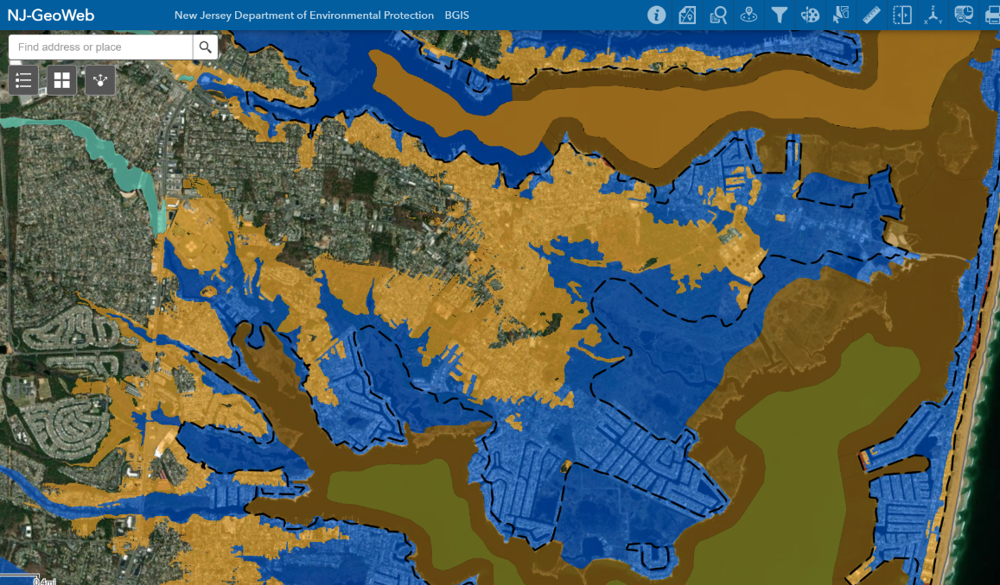 NJ-GeoWeb
New Jersey Department of Environmental Protection BGIS
Find address or place
X Y Z
0.4mi